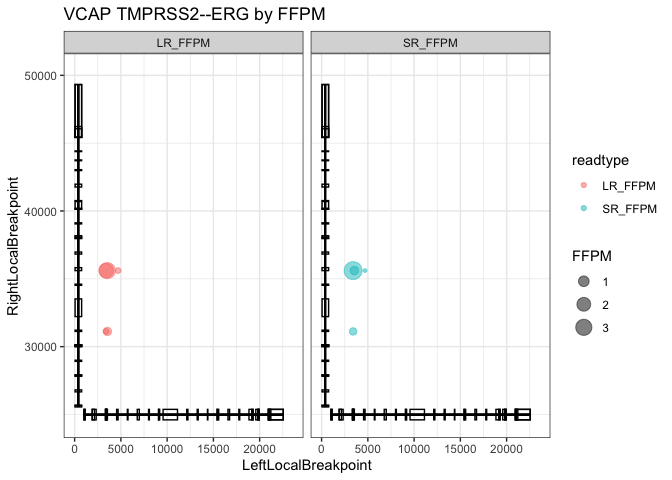 VCAP TMPRSS2--ERG by FFPM
LR_FFPM
SR_FFPM
50000
40000
30000
RightLocalBreakpoint
0
5000
10000
15000
20000
0
5000
10000
15000
20000
LeftLocalBreakpoint
readtype
LR_FFPM
SR_FFPM
FFPM
1
2
3